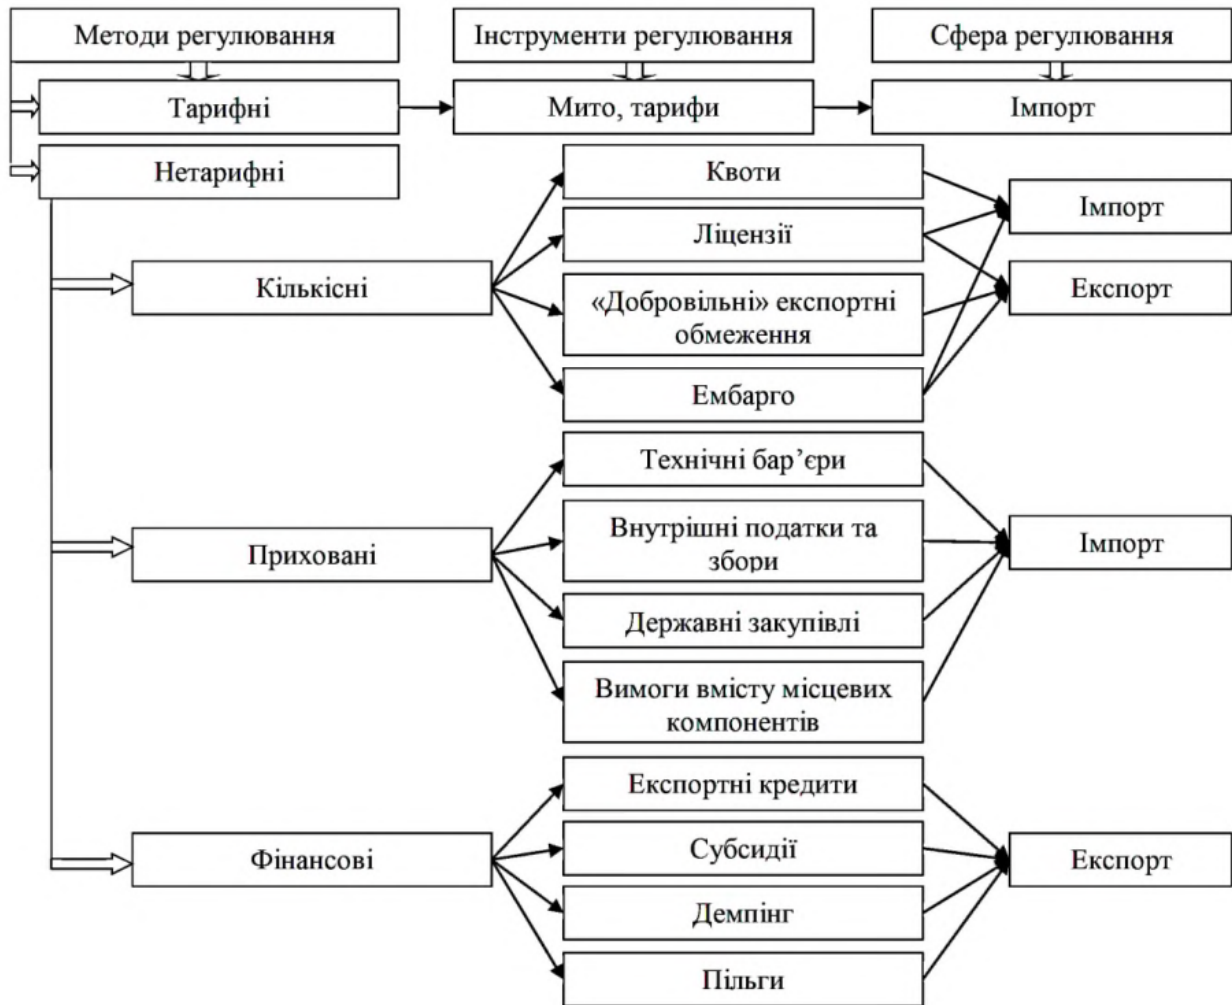 Методи регулювання
Інструменти регулювання
Сфера регулювання
Тарифні
Мито, тарифи
Імпорт
Нетарифні
Квоти
Імпорт
Ліцензії
Кількісні
Експорт
«Добровільні» експортні
обмеження
Ембарго
Технічні бар’єри
Внутрішні податки та
збори
Приховані
Імпорт
Державні закупівлі
Вимоги вмісту місцевих
компонентів
Експортні кредити
Субсидії
Фінансові
Експорт
Демпінг
Пільги